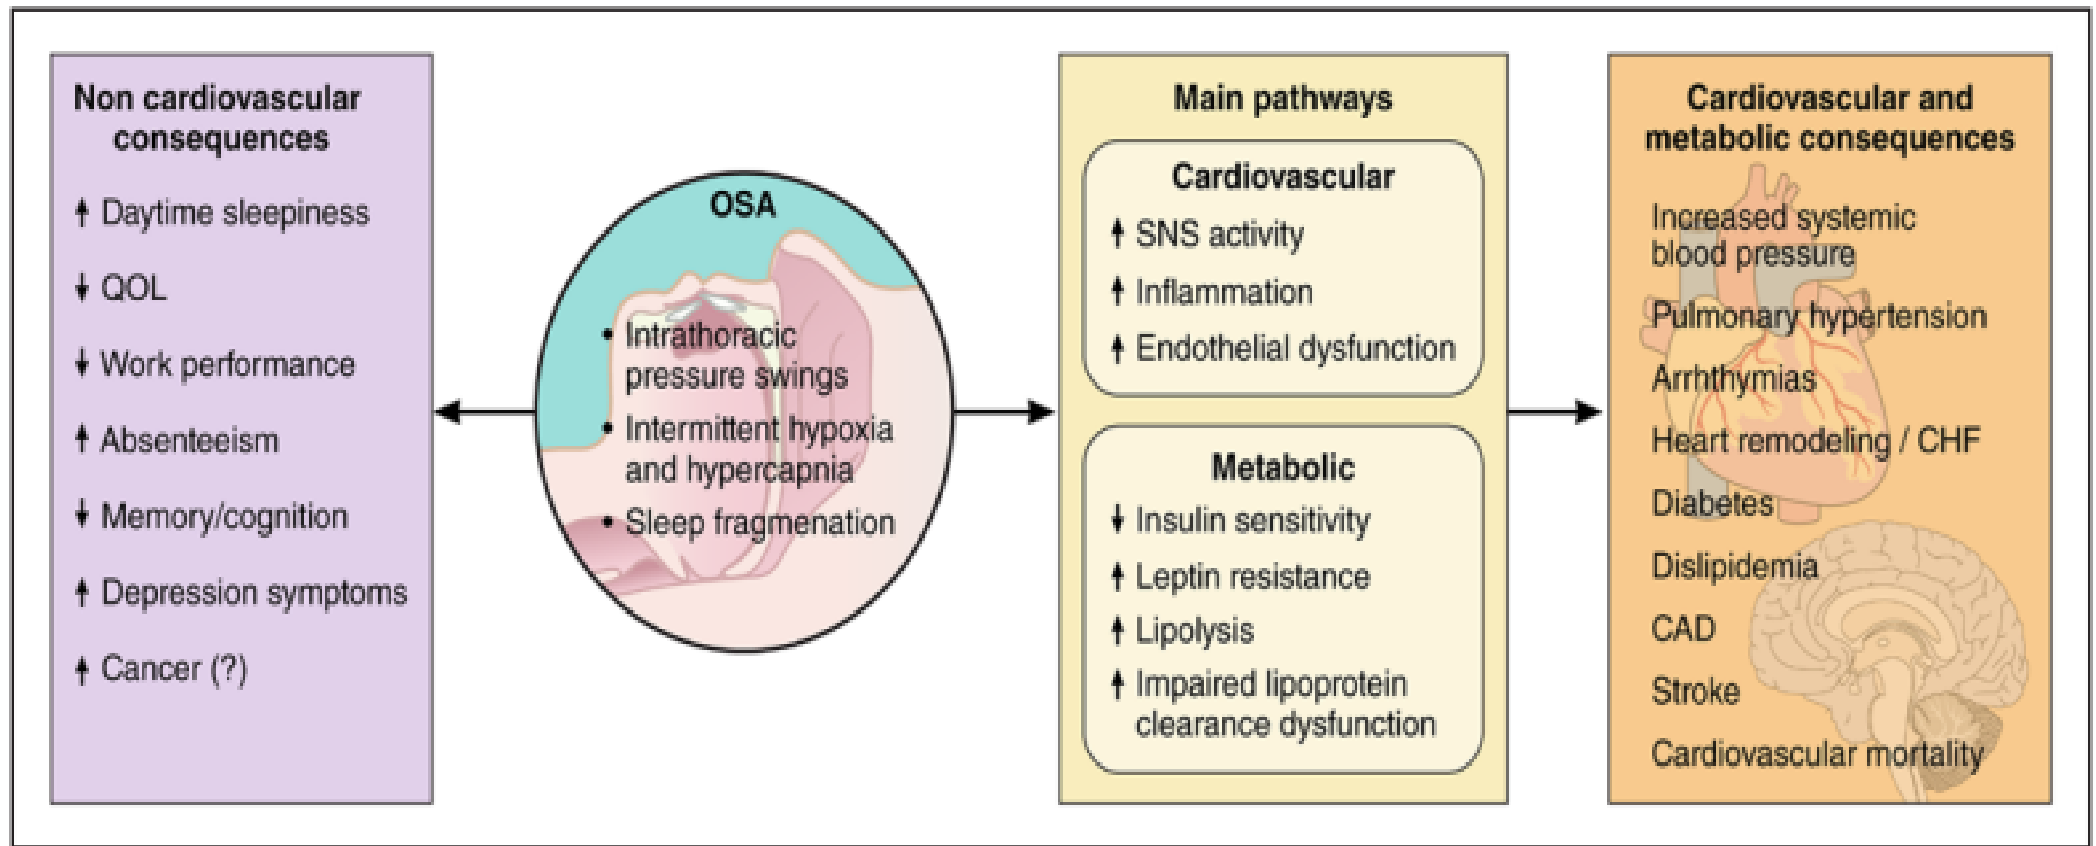 Non cardiovascular
consequences
↑ Daytime sleepiness
↓ QOL
↓ Work performance
↑ Absenteeism
↓ Memory/cognition
↑ Depression symptoms
↑ Cancer (?)
OSA
• Intrathoracic
pressure swings
• Intermittent hypoxia
and hypercapnia
• Sleep fragmenation
Main pathways
Cardiovascular
↑ SNS activity
↑ Inflammation
↑ Endothelial dysfunction
Metabolic
↓ Insulin sensitivity
↑ Leptin resistance
↑ Lipolysis
↑ Impaired lipoprotein
clearance dysfunction
Cardiovascular and
metabolic consequences
Increased systemic
blood pressure
Pulmonary hypertension
Arrhthymias
Heart remodeling / CHF
Diabetes
Dislipidemia
CAD
Stroke
Cardiovascular mortality